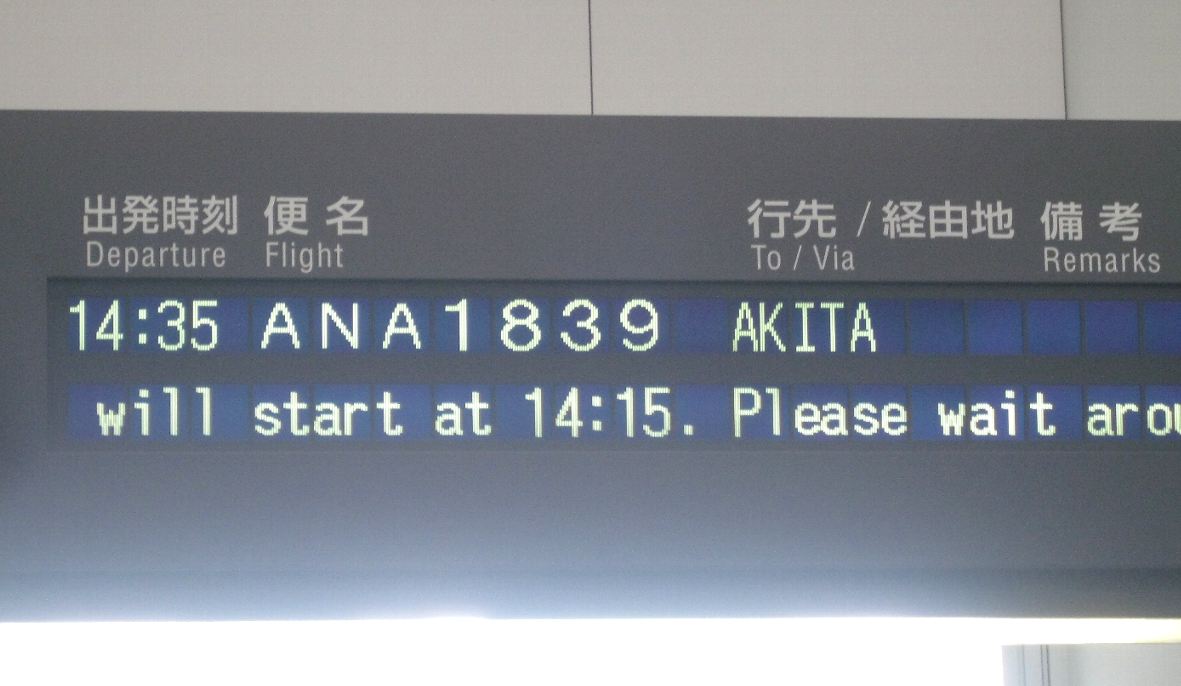 出発時刻 便名 行先 / 経由地 備考
Departure Flight To / Via Remarks
14:35 ANA1839 AKITA
will start at 14:15. Please wait